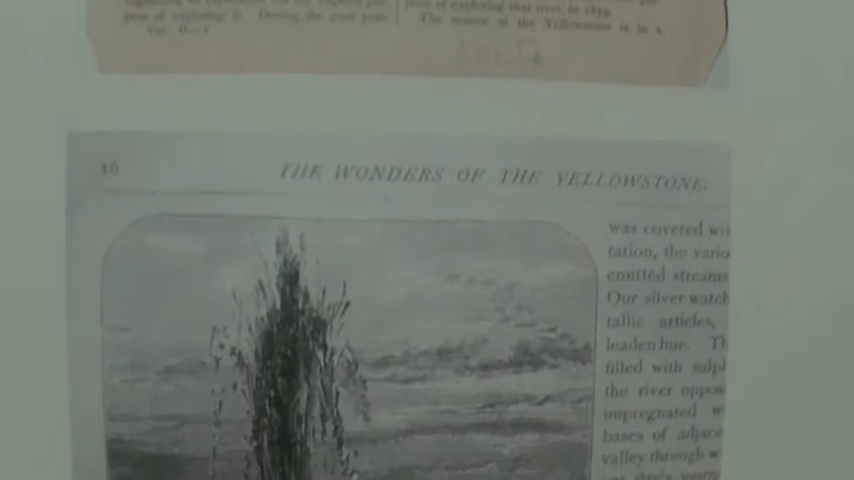 pose of exploring it. During the past year,
VOL. II—1
pose of exploring that river, in 1859.
The source of the Yellowstone is in a
16
THE WONDERS OF THE YELLOWSTONE.
was covered wit
tation, the vario
emitted streams
Our silver watch
tallic articles,
leaden hue. Th
filled with sulph
the river oppos
impregnated w
bases of adjace
valley through w